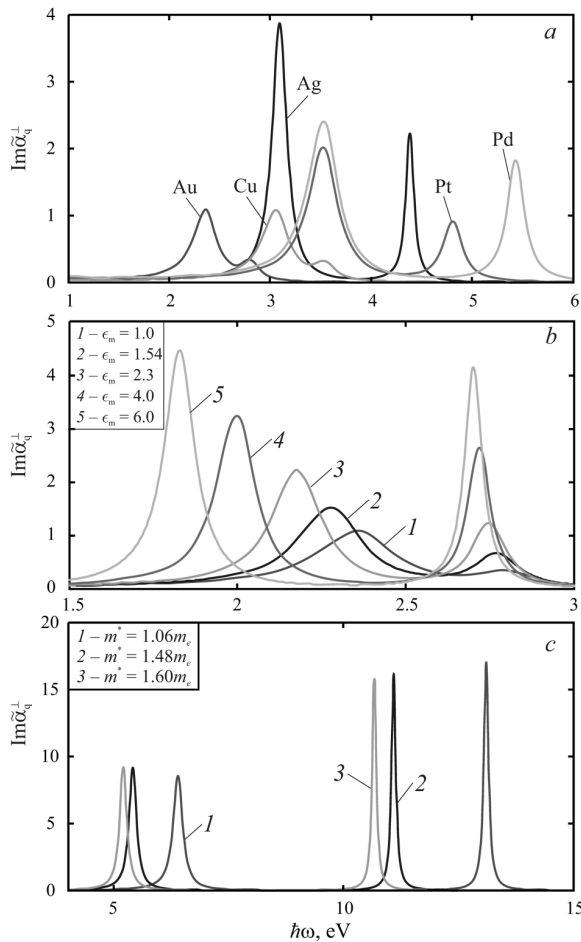 a
Im α̃q⊥
4
3
2
1
0
Ag
Au
Cu
Pt
Pd
1 2 3 4 5 6
b
Im α̃q⊥
5
4
3
2
1
0
1 – ϵm = 1.0
2 – ϵm = 1.54
3 – ϵm = 2.3
4 – ϵm = 4.0
5 – ϵm = 6.0
5
4
3
2
1
1.5 2 2.5 3
c
Im α̃q⊥
20
15
10
5
0
1 – m* = 1.06me
2 – m* = 1.48me
3 – m* = 1.60me
1
3
2
5 10 15
ħω, eV